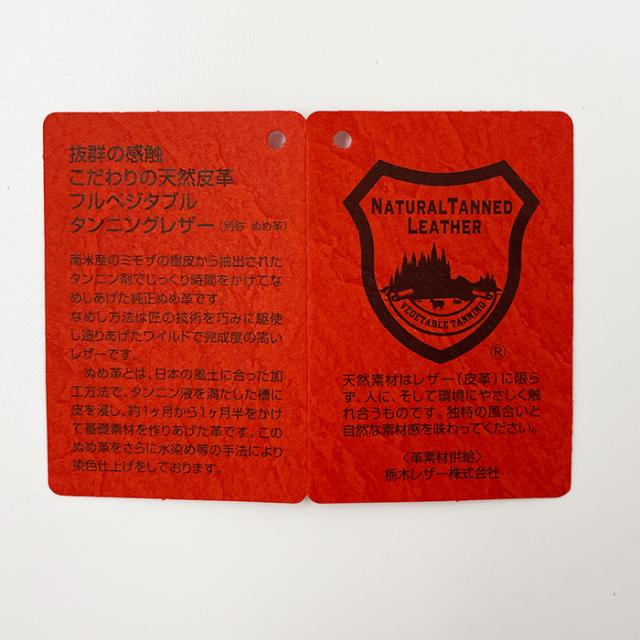 抜群の感触
こだわりの天然皮革
フルベジタブル
タンニングレザー（別称 ぬめ革）
南米産のミモザの樹皮から抽出された
タンニン剤でじっくり時間をかけてな
めしあげた純正ぬめ革です。
なめし方法は匠の技術を巧みに駆使
し造りあげたワイルドで完成度の高い
レザーです。
ぬめ革とは、日本の風土に合った加
工方法で、タンニン液を満たした槽に
皮を浸し、約1ヶ月から1ヶ月半をかけ
て基礎素材を作りあげた革です。この
ぬめ革をさらに水染め等の手法により
染色仕上げをしております。
NATURALTANNED
LEATHER
VEGETABLE TANNING
®
天然素材はレザー（皮革）に限ら
ず、人に、そして環境にやさしく触
れ合うものです。独特の風合いと
自然な素材感を味わってください。
〈革素材供給〉
栃木レザー株式会社